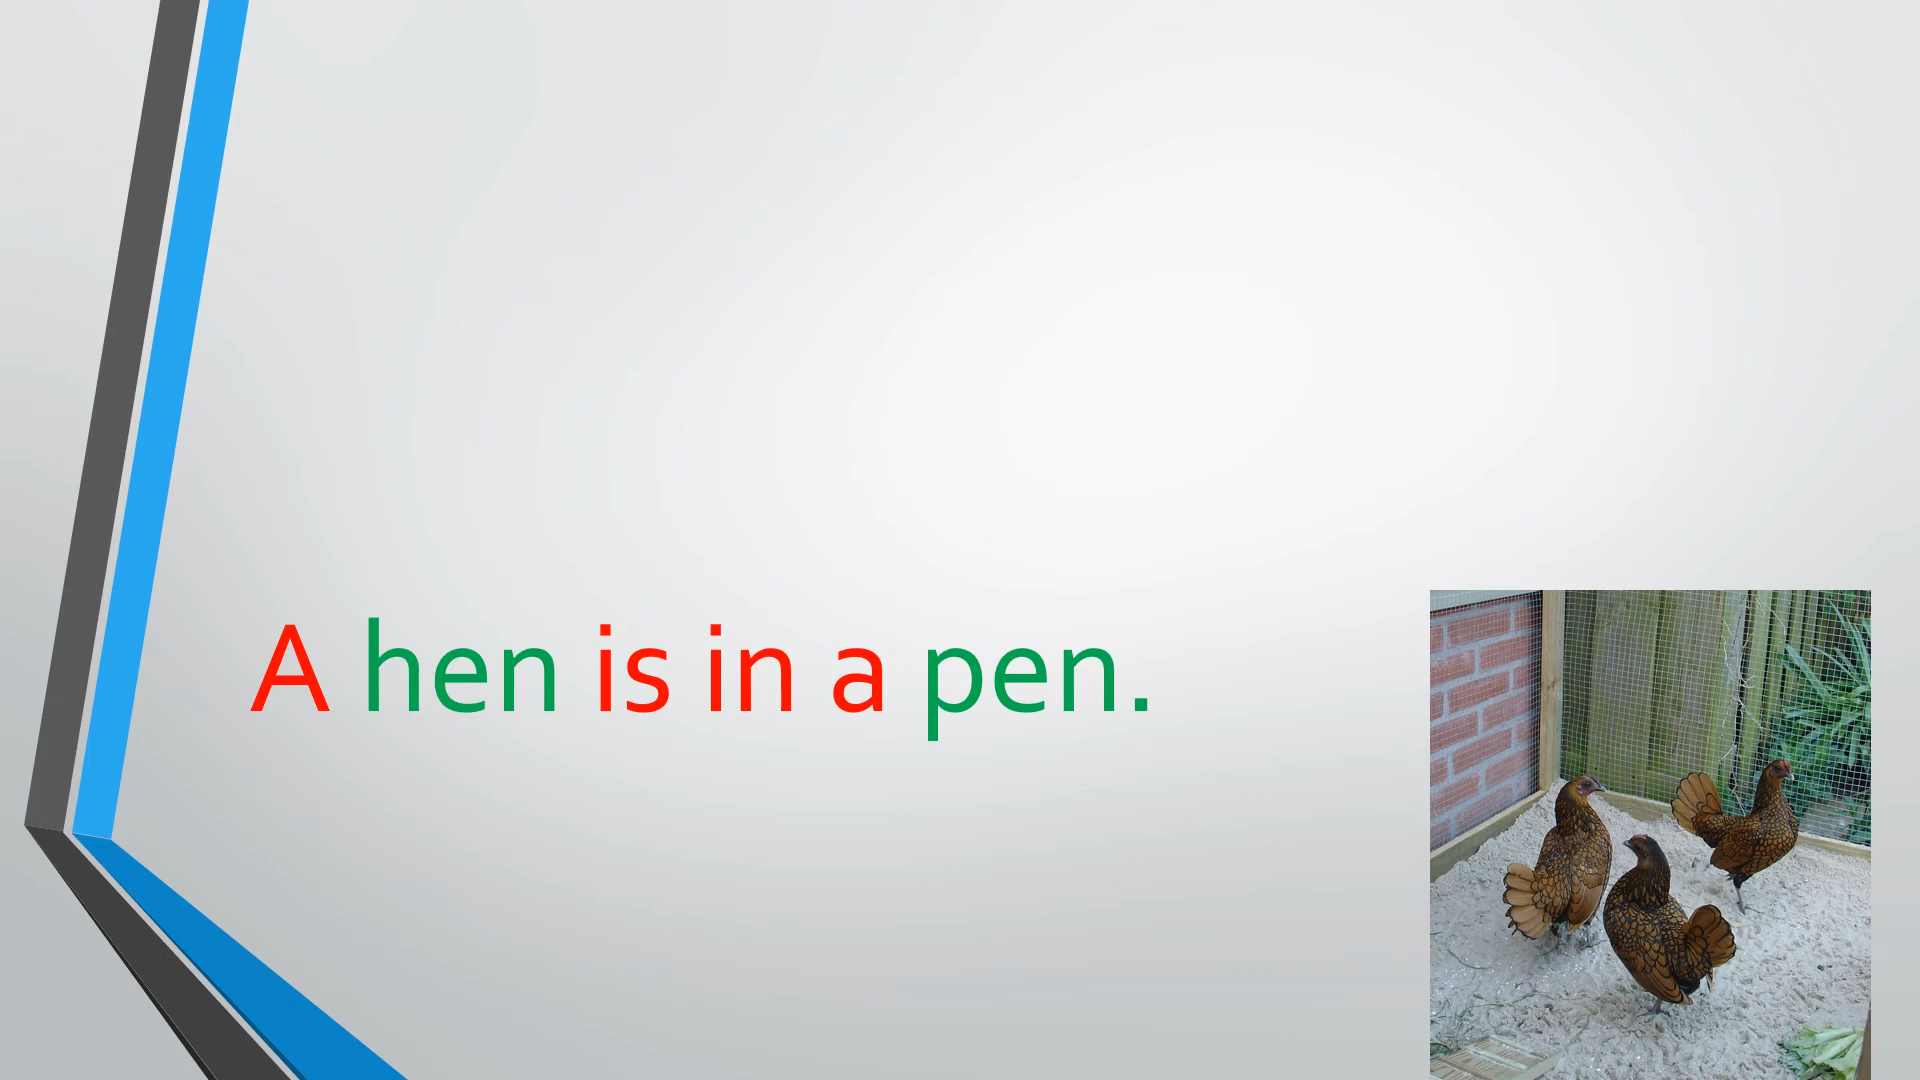 A hen is in a pen.